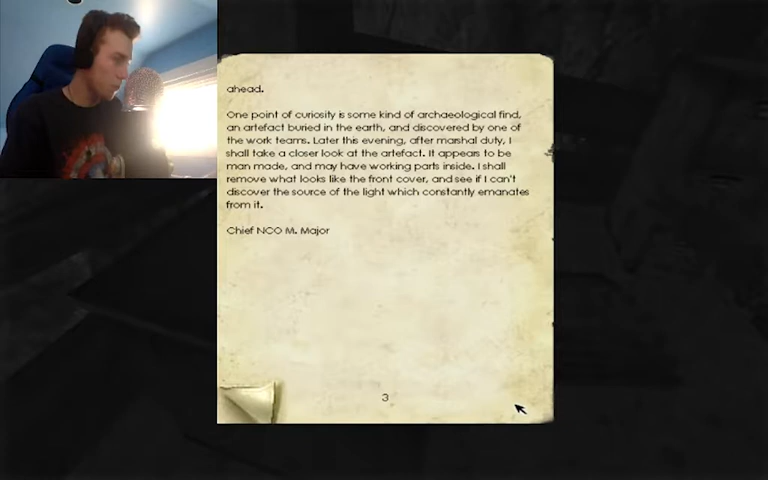 ahead.
One point of curiosity is some kind of archaeological find,
an artefact buried in the earth, and discovered by one of
the work teams. Later this evening, after marshal duty, I
shall take a closer look at the artefact. It appears to be
man made, and may have working parts inside. I shall
remove what looks like the front cover, and see if I can't
discover the source of the light which constantly emanates
from it.
Chief NCO M. Major
3